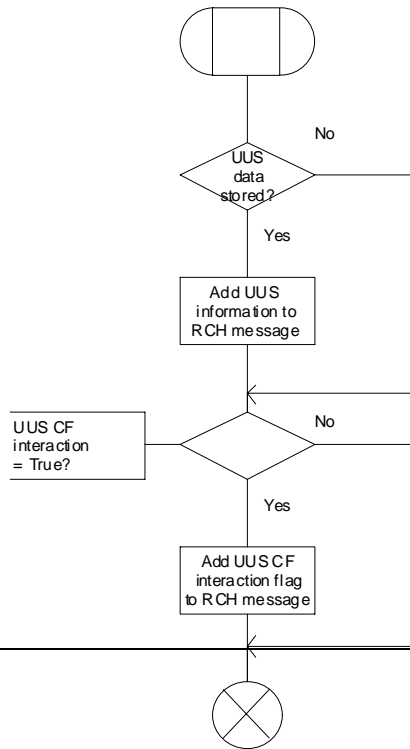 No
UUS
data
stored?
Yes
Add UUS
information to
RCH message
UUS CF
interaction
= True?
No
Yes
Add UUS CF
interaction flag
to RCH message